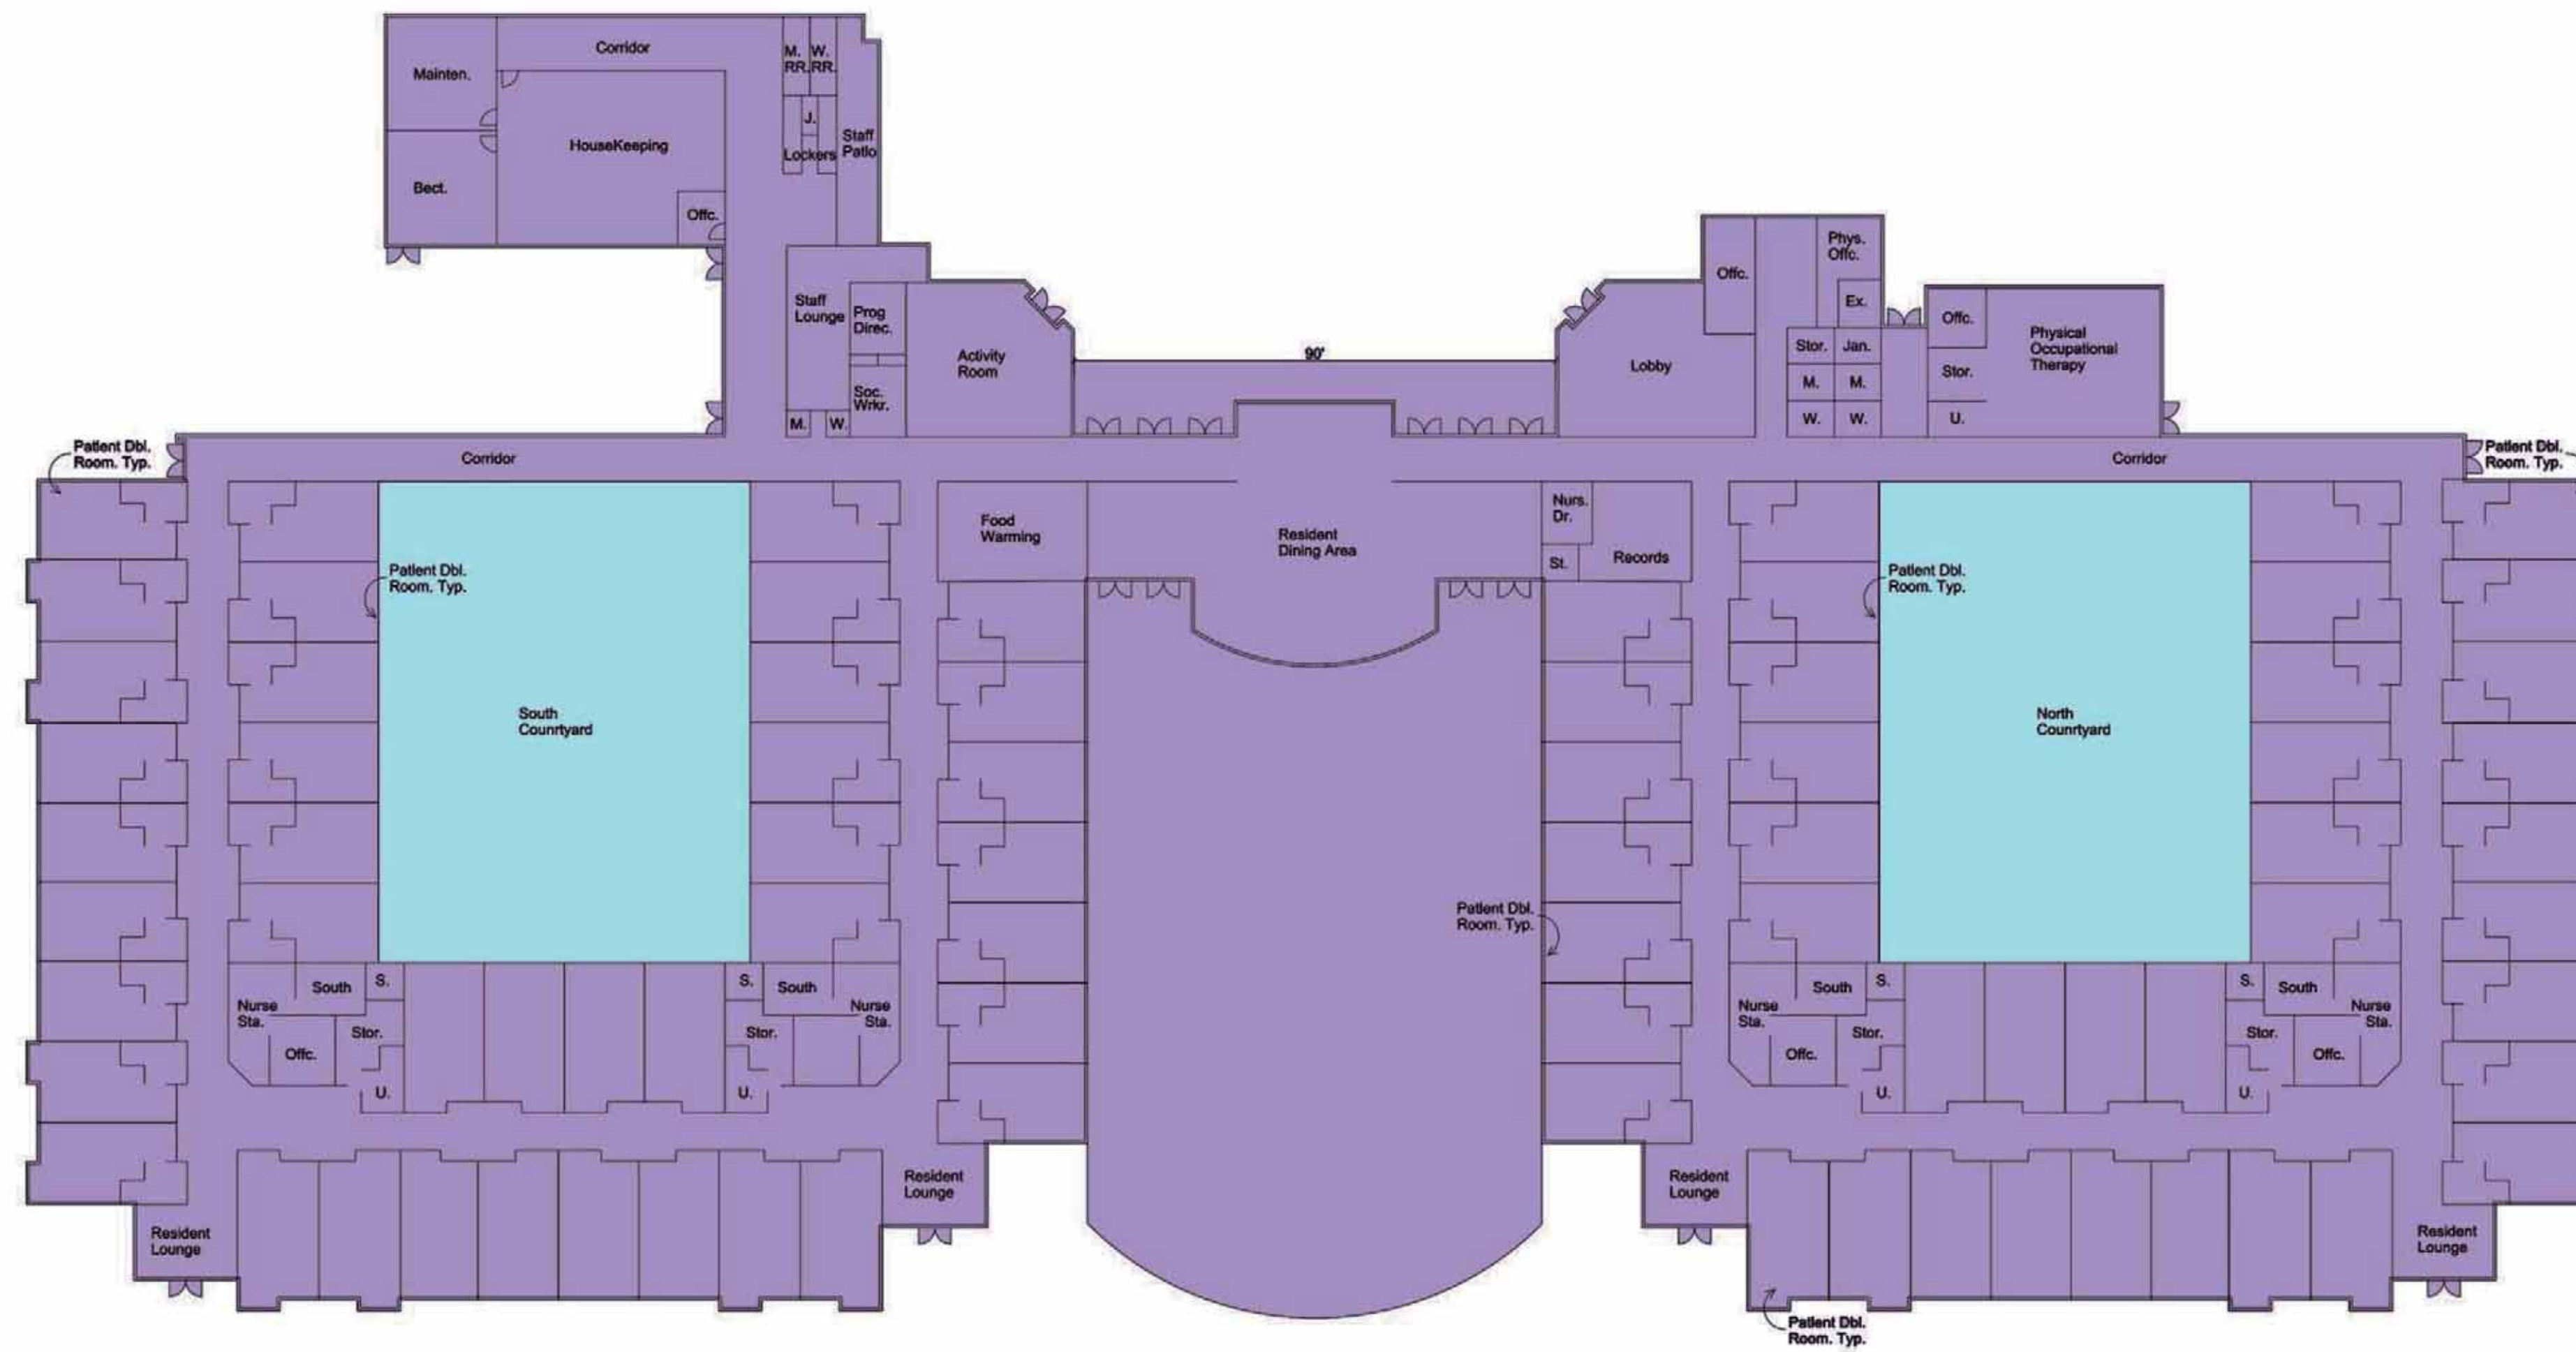 Corridor
M.
RR.
W.
RR.
Mainten.
J.
HouseKeeping
Staff
Patio
Lockers
Bect.
Offc.
Phys.
Offc.
Offc.
Ex.
Staff
Lounge
Prog
Direc.
Offc.
Physical
Occupational
Therapy
Activity
Room
90'
Lobby
Stor.
Jan.
Stor.
M.
M.
Soc.
Wrkr.
M.
W.
W.
W.
U.
Patient Dbl.
Room. Typ.
Corridor
Corridor
Patient Dbl.
Room. Typ.
Food
Warming
Resident
Dining Area
Nurs.
Dr.
St.
Records
Patient Dbl.
Room. Typ.
Patient Dbl.
Room. Typ.
South
Counrtyard
North
Counrtyard
Patient Dbl.
Room. Typ.
South
S.
S.
South
South
S.
S.
South
Nurse
Sta.
Nurse
Sta.
Nurse
Sta.
Nurse
Sta.
Stor.
Stor.
Stor.
Stor.
Offc.
Offc.
Offc.
U.
U.
U.
U.
Resident
Lounge
Resident
Lounge
Resident
Lounge
Resident
Lounge
Patient Dbl.
Room. Typ.